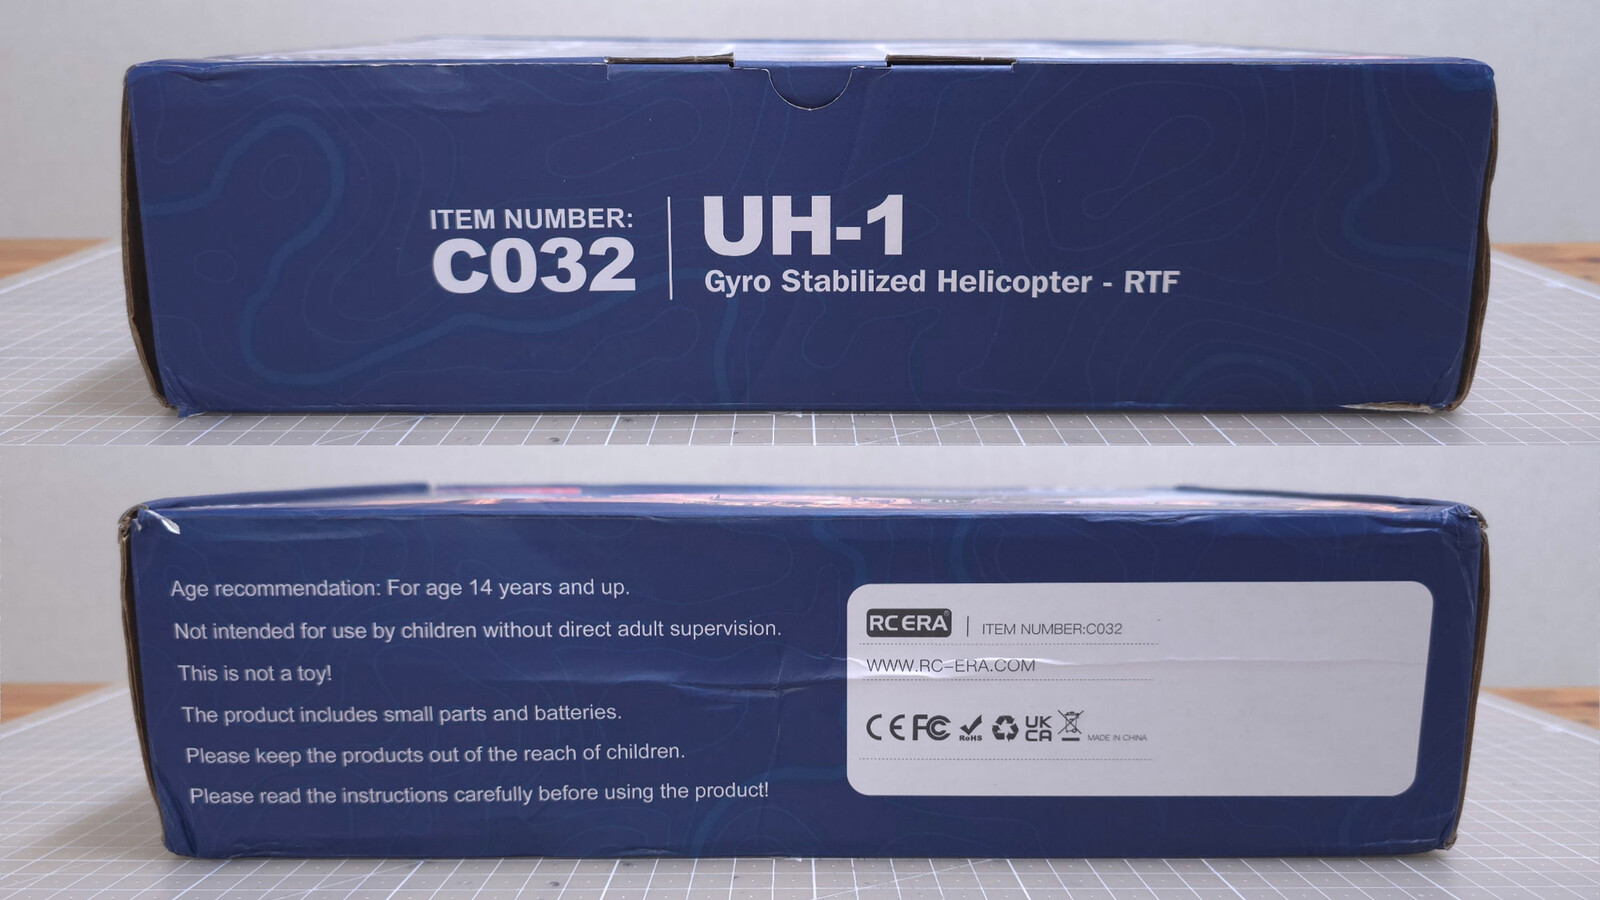 ITEM NUMBER:
C032
UH-1
Gyro Stabilized Helicopter - RTF
Age recommendation: For age 14 years and up.
Not intended for use by children without direct adult supervision.
This is not a toy!
The product includes small parts and batteries.
Please keep the products out of the reach of children.
Please read the instructions carefully before using the product!
RC ERA® | ITEM NUMBER:C032
WWW.RC-ERA.COM
CE FC RoHS UK CA MADE IN CHINA